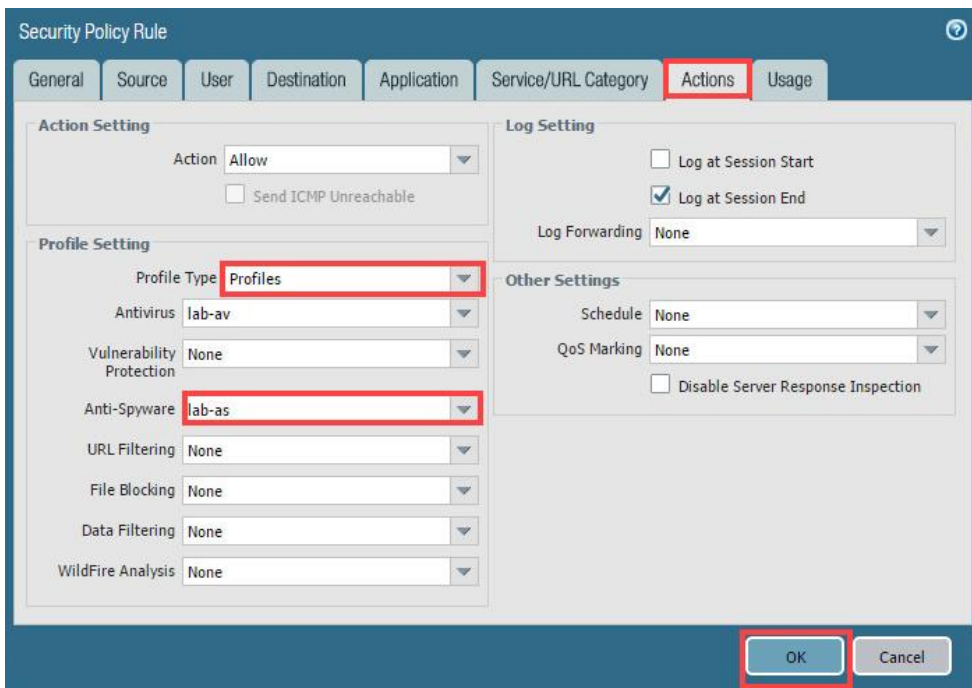 Security Policy Rule
General Source User Destination Application Service/URL Category Actions Usage
Action Setting
Action Allow
Send ICMP Unreachable
Profile Setting
Profile Type Profiles
Antivirus lab-av
Vulnerability Protection None
Anti-Spyware lab-as
URL Filtering None
File Blocking None
Data Filtering None
WildFire Analysis None
Log Setting
Log at Session Start
Log at Session End
Log Forwarding None
Other Settings
Schedule None
QoS Marking None
Disable Server Response Inspection
OK Cancel